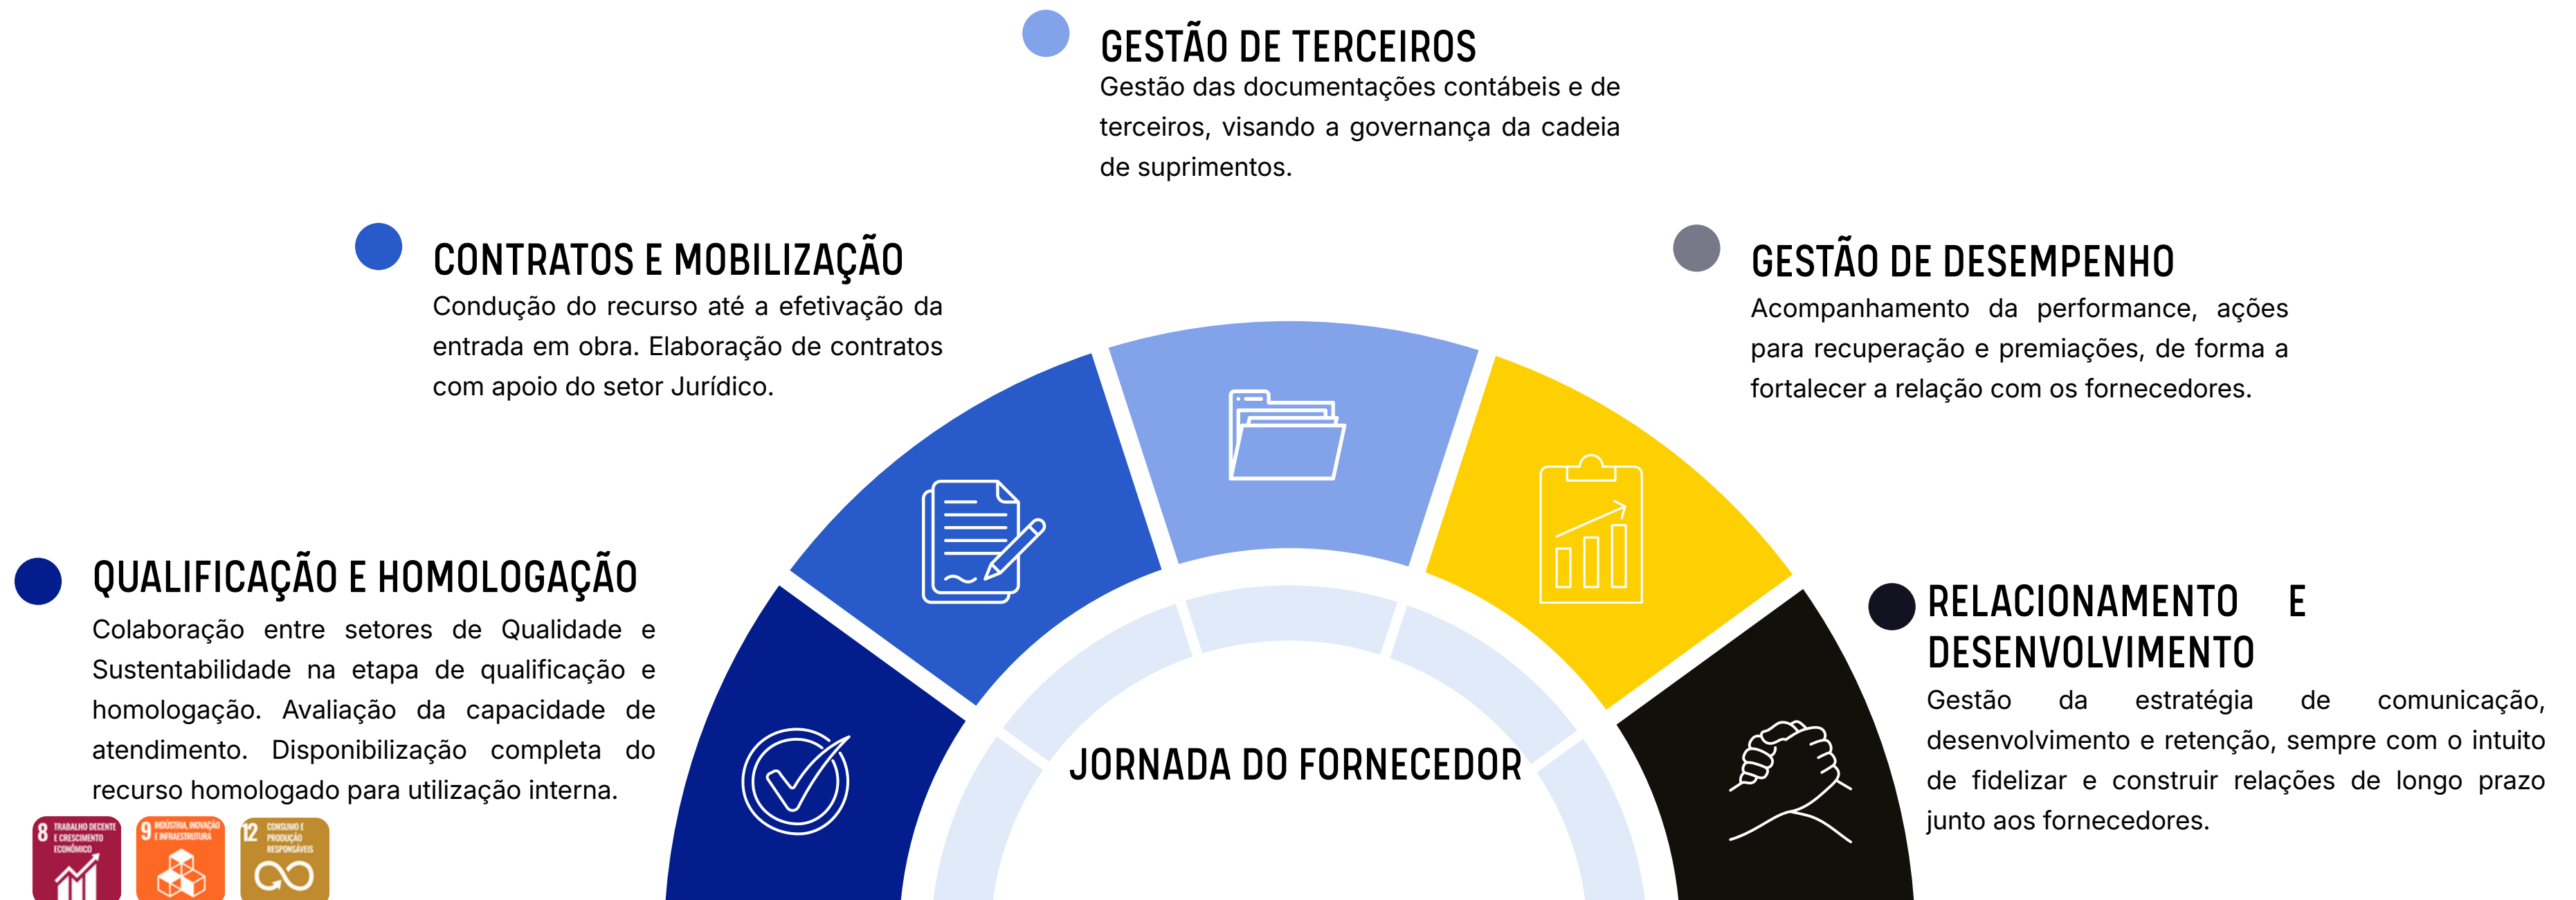 GESTÃO DE TERCEIROS
Gestão das documentações contábeis e de
terceiros, visando a governança da cadeia
de suprimentos.
CONTRATOS E MOBILIZAÇÃO
Condução do recurso até a efetivação da
entrada em obra. Elaboração de contratos
com apoio do setor Jurídico.
GESTÃO DE DESEMPENHO
Acompanhamento da performance, ações
para recuperação e premiações, de forma a
fortalecer a relação com os fornecedores.
QUALIFICAÇÃO E HOMOLOGAÇÃO
Colaboração entre setores de Qualidade e
Sustentabilidade na etapa de qualificação e
homologação. Avaliação da capacidade de
atendimento. Disponibilização completa do
recurso homologado para utilização interna.
RELACIONAMENTO E
DESENVOLVIMENTO
Gestão da estratégia de comunicação,
desenvolvimento e retenção, sempre com o intuito
de fidelizar e construir relações de longo prazo
junto aos fornecedores.
JORNADA DO FORNECEDOR
8 TRABALHO DECENTE
E CRESCIMENTO
ECONÔMICO
9 INDÚSTRIA, INOVAÇÃO
E INFRAESTRUTURA
12 CONSUMO E
PRODUÇÃO
RESPONSÁVEIS